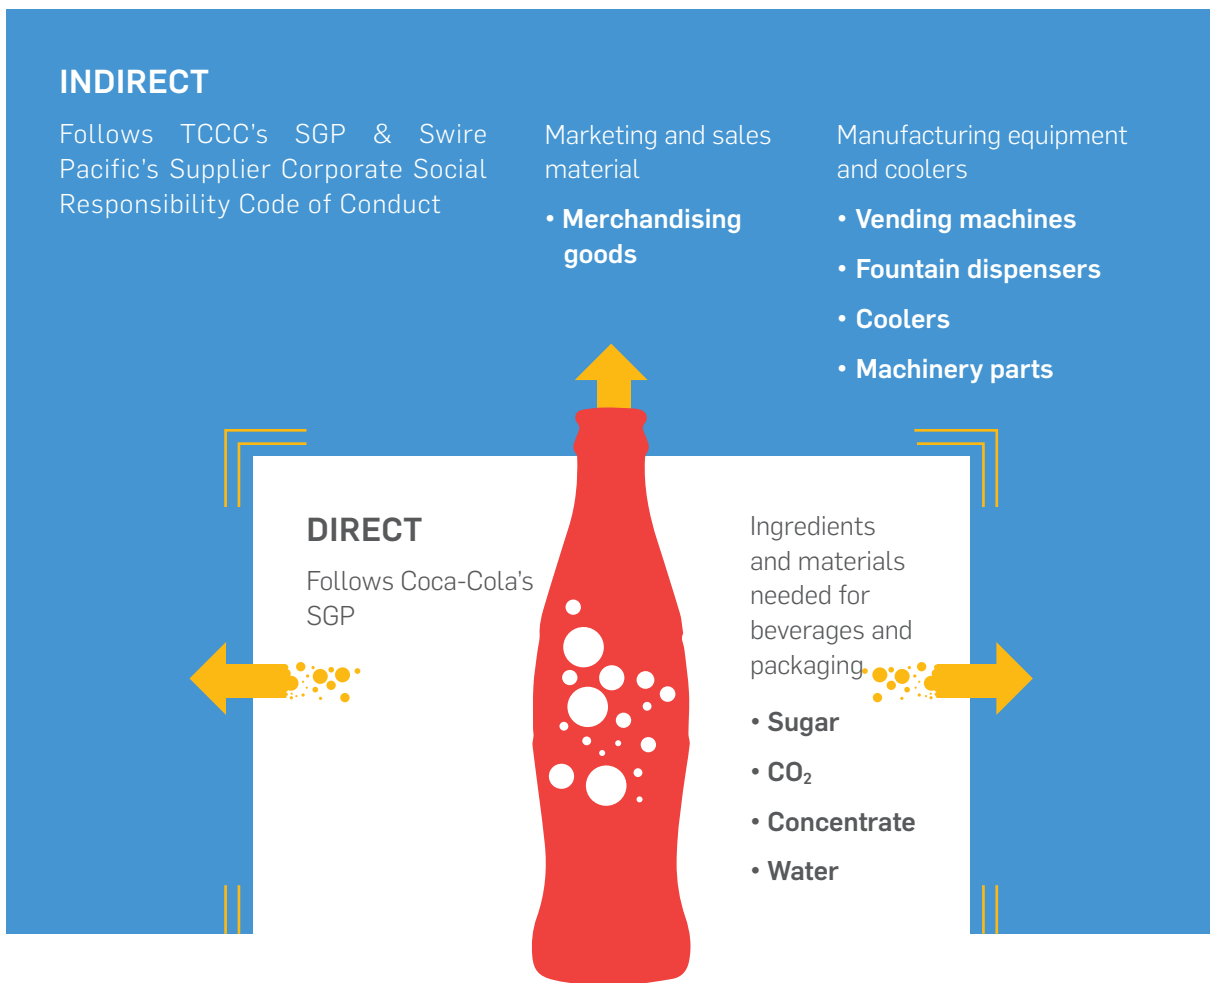 INDIRECT
Follows TCCC's SGP & Swire
Pacific's Supplier Corporate Social
Responsibility Code of Conduct
Marketing and sales
material
• Merchandising
goods
Manufacturing equipment
and coolers
• Vending machines
• Fountain dispensers
• Coolers
• Machinery parts
DIRECT
Follows Coca-Cola's
SGP
Ingredients
and materials
needed for
beverages and
packaging
• Sugar
• CO₂
• Concentrate
• Water